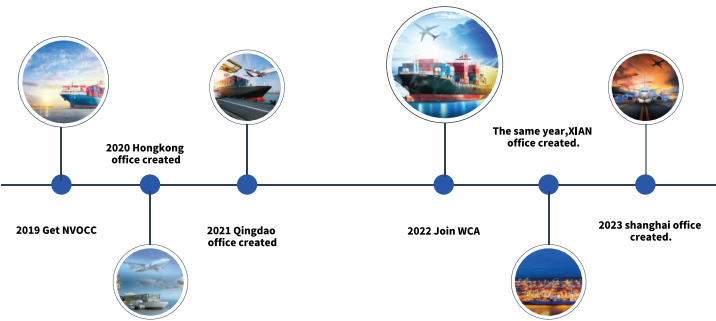 2019 Get NVOCC
2020 Hongkong
office created
2021 Qingdao
office created
2022 Join WCA
The same year,XIAN
office created.
2023 shanghai office
created.